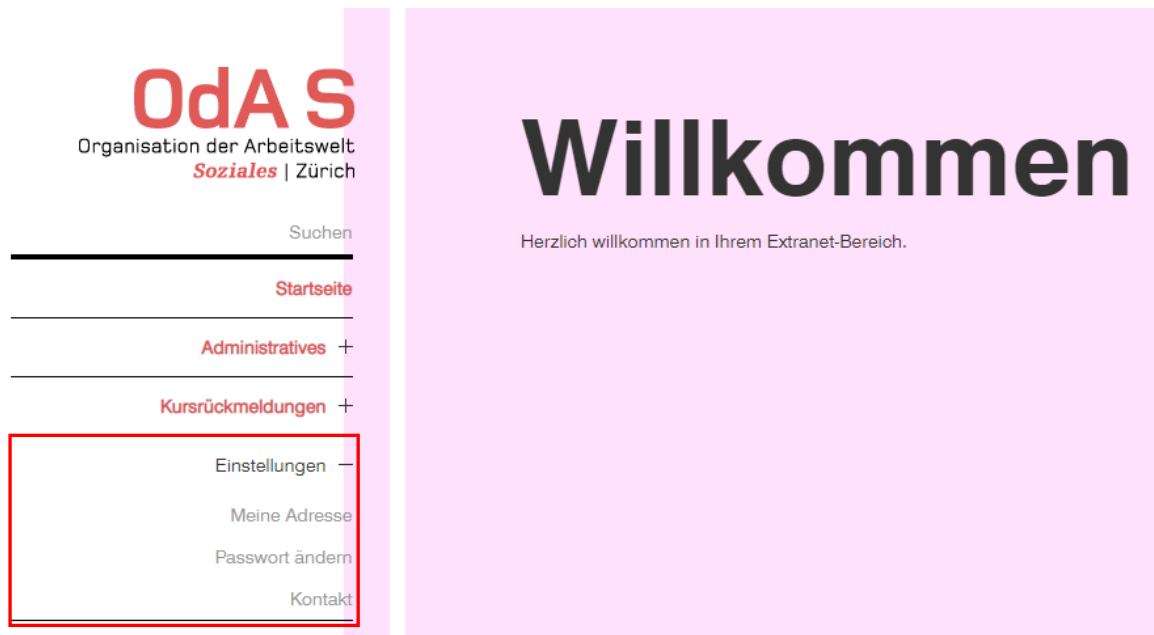 OdA S
Organisation der Arbeitswelt
Soziales | Zürich
Suchen
Startseite
Administratives +
Kursrückmeldungen +
Einstellungen –
Meine Adresse
Passwort ändern
Kontakt
Willkommen
Herzlich willkommen in Ihrem Extranet-Bereich.